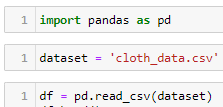 1 import pandas as pd
1 dataset = 'cloth_data.csv'
1 df = pd.read_csv(dataset)